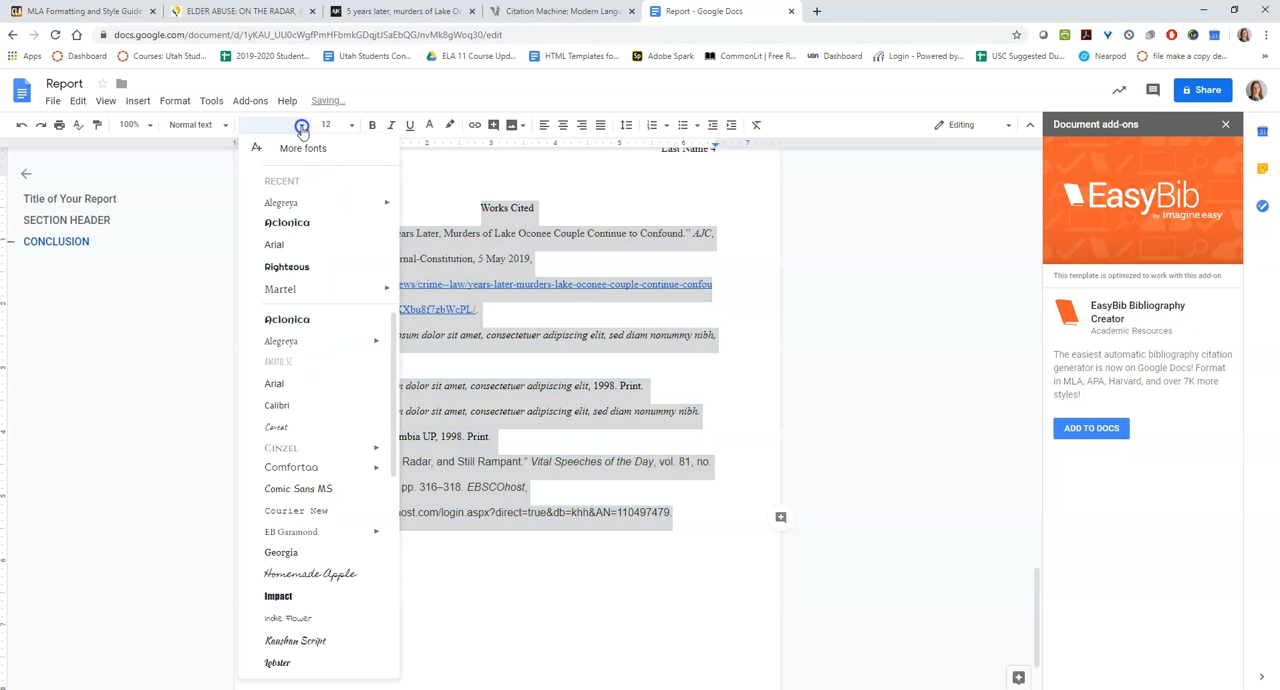 MLA Formatting and Style Guide
ELDER ABUSE: ON THE RADAR, A
AJC 5 years later, murders of Lake Oc
Citation Machine: Modern Langu
Report - Google Docs
docs.google.com/document/d/1yKAU_UU0cWgfPmHFbmkGDqjtUSaEbQGJnvMk8gWoq30/edit
Apps
Dashboard
Courses: Utah Stud...
2019-2020 Student...
Utah Students Con...
ELA 11 Course Upd...
HTML Templates fo...
Adobe Spark
CommonLit | Free R...
Dashboard
Login - Powered by...
USC Suggested Du...
Nearpod
file make a copy de...
Report
File Edit View Insert Format Tools Add-ons Help Saving...
Share
100% Normal text 12 B I U A Editing
1 2 3 4 5 6 7
Last Name 4
More fonts
RECENT
Alegreya
Aclonica
Arial
Righteous
Martel
Aclonica
Alegreya
AMATIC SC
Arial
Calibri
Caveat
CINZEL
Comfortaa
Comic Sans MS
Courier New
EB Garamond
Georgia
Homemade Apple
Impact
Indie Flower
Kaushan Script
Lobster
Title of Your Report
SECTION HEADER
CONCLUSION
Works Cited
ears Later, Murders of Lake Oconee Couple Continue to Confound.” AJC,
rnal-Constitution, 5 May 2019,
ews/crime--law/years-later-murders-lake-oconee-couple-continue-confou
KXbu8f7zbWcPL/.
psum dolor sit amet, consectetuer adipiscing elit, sed diam nonummy nibh,
n dolor sit amet, consectetuer adipiscing elit, 1998. Print.
n dolor sit amet, consectetuer adipiscing elit, sed diam nonummy nibh.
mbia UP, 1998. Print.
Radar, and Still Rampant.” Vital Speeches of the Day, vol. 81, no.
pp. 316–318. EBSCOhost,
host.com/login.aspx?direct=true&db=khh&AN=110497479.
Document add-ons
EasyBib
by imagine easy
This template is optimized to work with this add-on
EasyBib Bibliography
Creator
Academic Resources
The easiest automatic bibliography citation
generator is now on Google Docs! Format
in MLA, APA, Harvard, and over 7K more
styles!
ADD TO DOCS